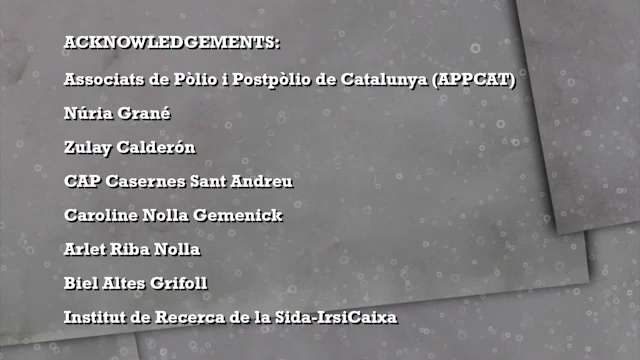 ACKNOWLEDGEMENTS:
Associats de Pòlio i Postpòlio de Catalunya (APPCAT)
Núria Grané
Zulay Calderón
CAP Casernes Sant Andreu
Caroline Nolla Gemenick
Arlet Riba Nolla
Biel Altes Grifoll
Institut de Recerca de la Sida-IrsiCaixa